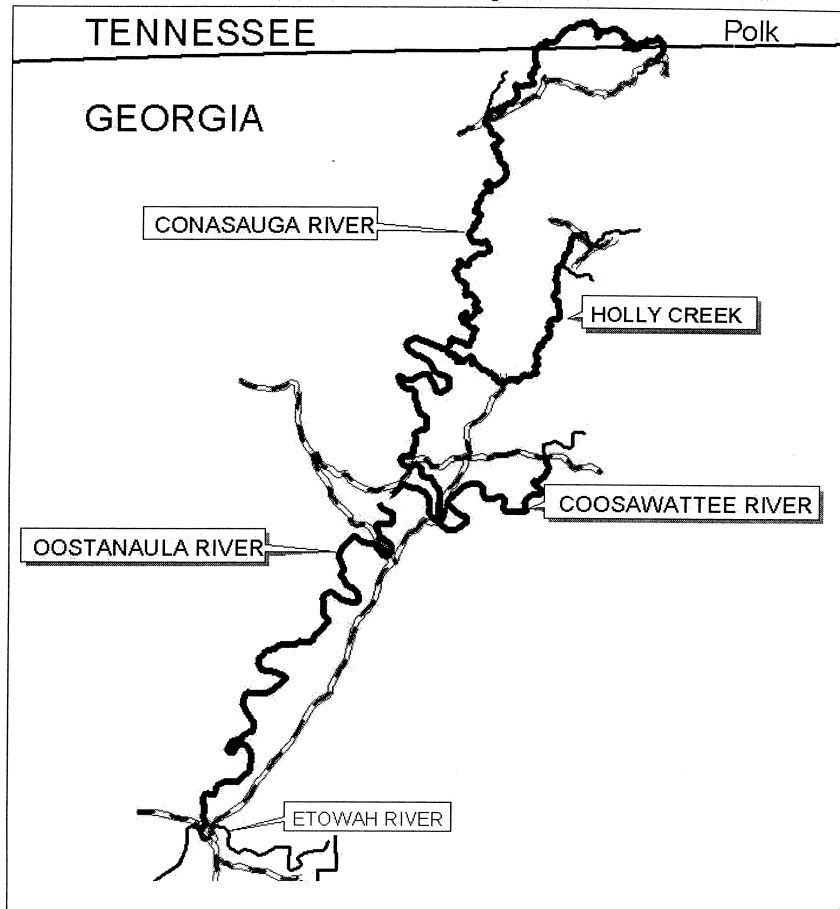 TENNESSEE
Polk
GEORGIA
CONASAUGA RIVER
HOLLY CREEK
COOSAWATTEE RIVER
OOSTANAULA RIVER
ETOWAH RIVER